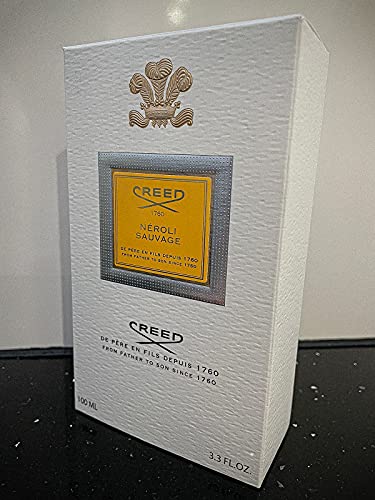 CREED
1760
NEROLI
SAUVAGE
DE PÈRE EN FILS DEPUIS 1760
FROM FATHER TO SON SINCE 1760
CREED
DE PÈRE EN FILS DEPUIS 1760
FROM FATHER TO SON SINCE 1760
100 ML
3.3 FL.OZ.